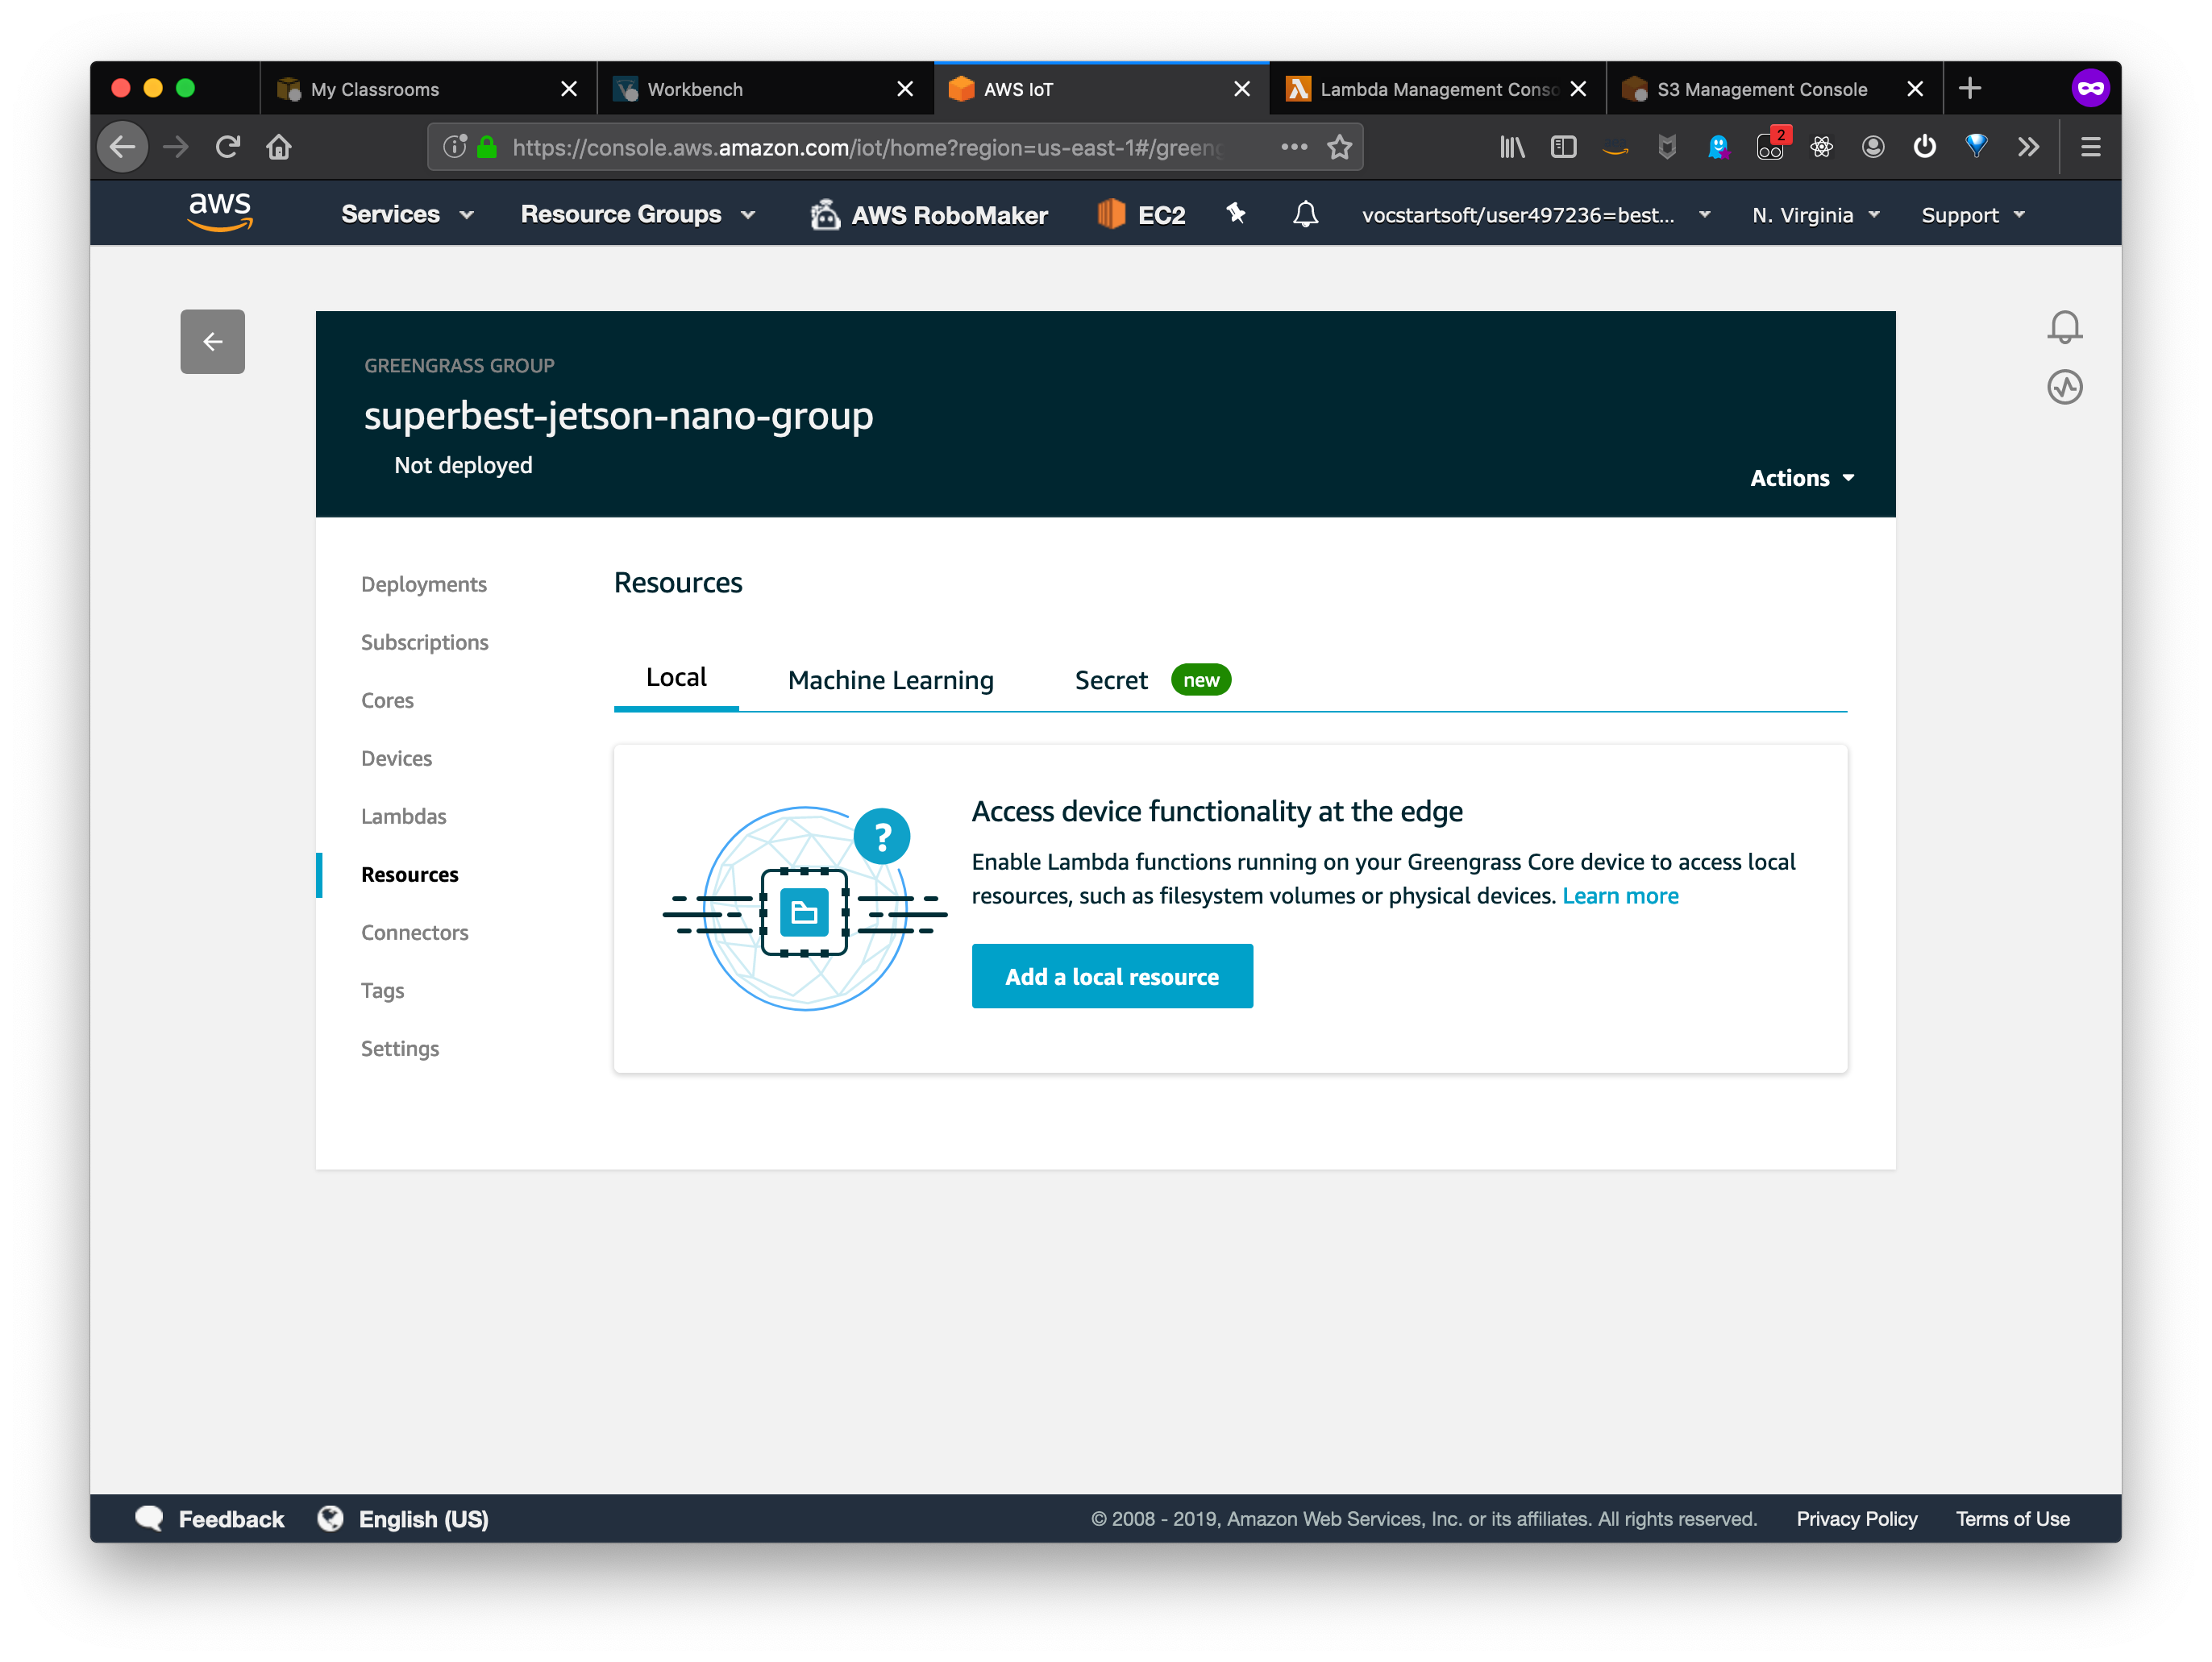 My Classrooms
Workbench
AWS IoT
Lambda Management Conso
S3 Management Console
https://console.aws.amazon.com/iot/home?region=us-east-1#/greeng
2
aws
Services
Resource Groups
AWS RoboMaker
EC2
vocstartsoft/user497236=best...
N. Virginia
Support
GREENGRASS GROUP
superbest-jetson-nano-group
Not deployed
Actions
Deployments
Subscriptions
Cores
Devices
Lambdas
Resources
Connectors
Tags
Settings
Resources
Local
Machine Learning
Secret
new
?
Access device functionality at the edge
Enable Lambda functions running on your Greengrass Core device to access local
resources, such as filesystem volumes or physical devices. Learn more
Add a local resource
Feedback
English (US)
© 2008 - 2019, Amazon Web Services, Inc. or its affiliates. All rights reserved.
Privacy Policy
Terms of Use